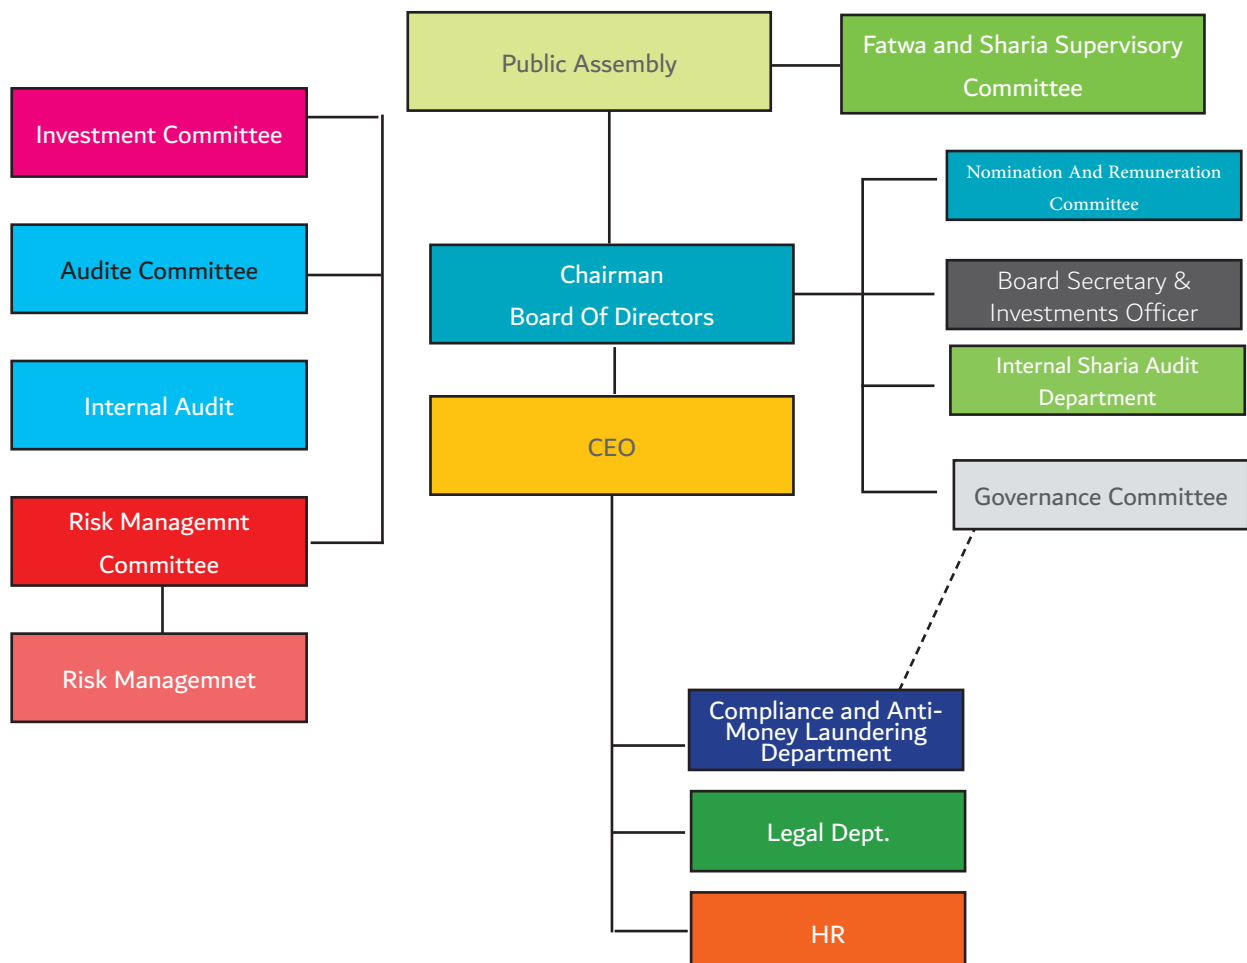 Public Assembly
Fatwa and Sharia Supervisory
Committee
Investment Committee
Nomination And Remuneration
Committee
Audite Committee
Chairman
Board Of Directors
Board Secretary &
Investments Officer
Internal Sharia Audit
Department
Internal Audit
CEO
Governance Committee
Risk Managemnt
Committee
Risk Managemnet
Compliance and Anti-
Money Laundering
Department
Legal Dept.
HR